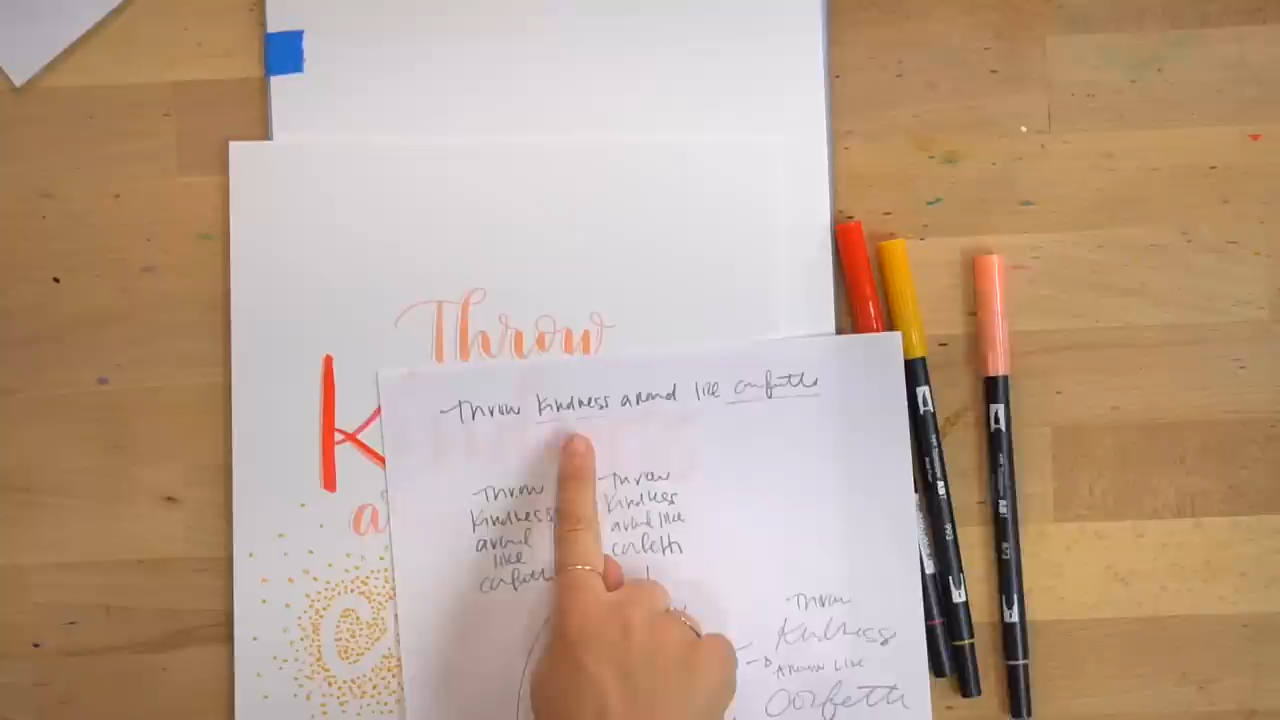 Throw
K
a
C
Throw kindness around like confetti
Throw
kindness
around
like
confetti
Throw
kindness
around like
confetti
Throw
kindness
Around like
confetti